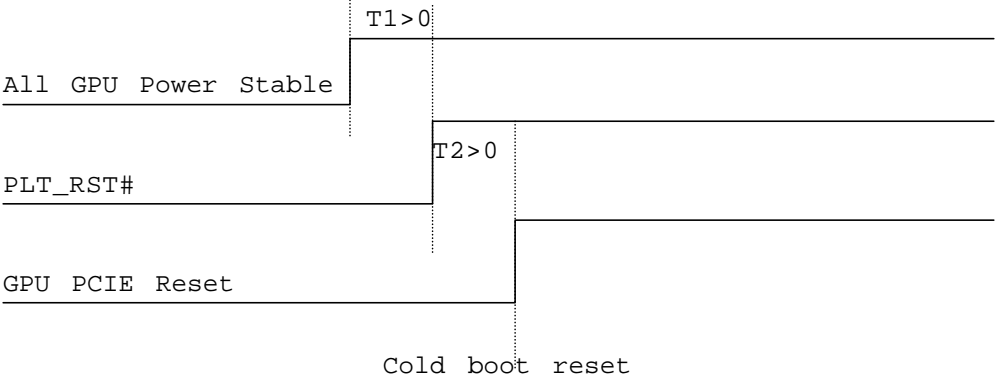 T1>0
All GPU Power Stable
T2>0
PLT_RST#
GPU PCIE Reset
Cold boot reset